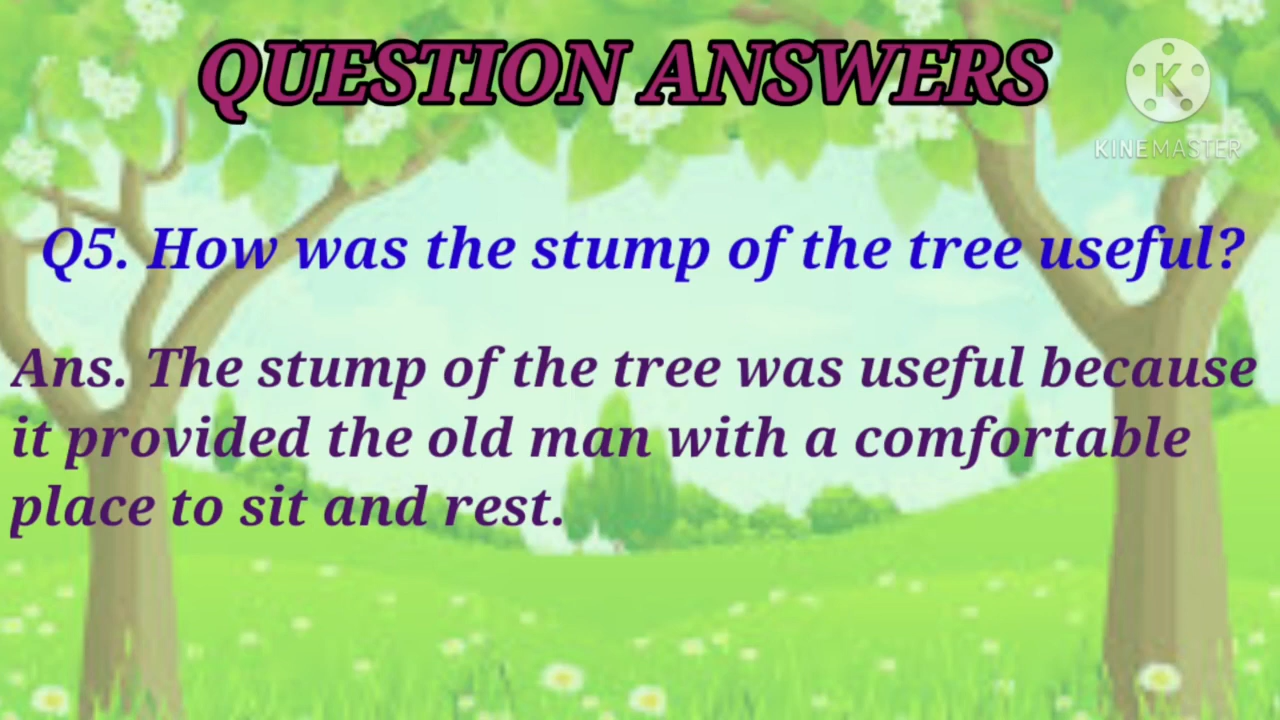 QUESTION ANSWERS
K
KINEMASTER
Q5. How was the stump of the tree useful?
Ans. The stump of the tree was useful because
it provided the old man with a comfortable
place to sit and rest.